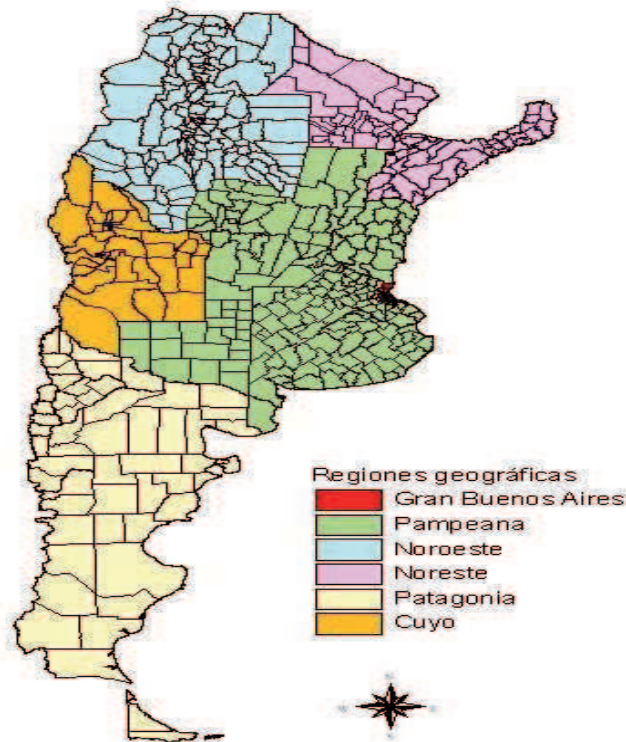 Regiones geográficas
Gran Buenos Aires
Pampeana
Noroeste
Noreste
Patagonia
Cuyo